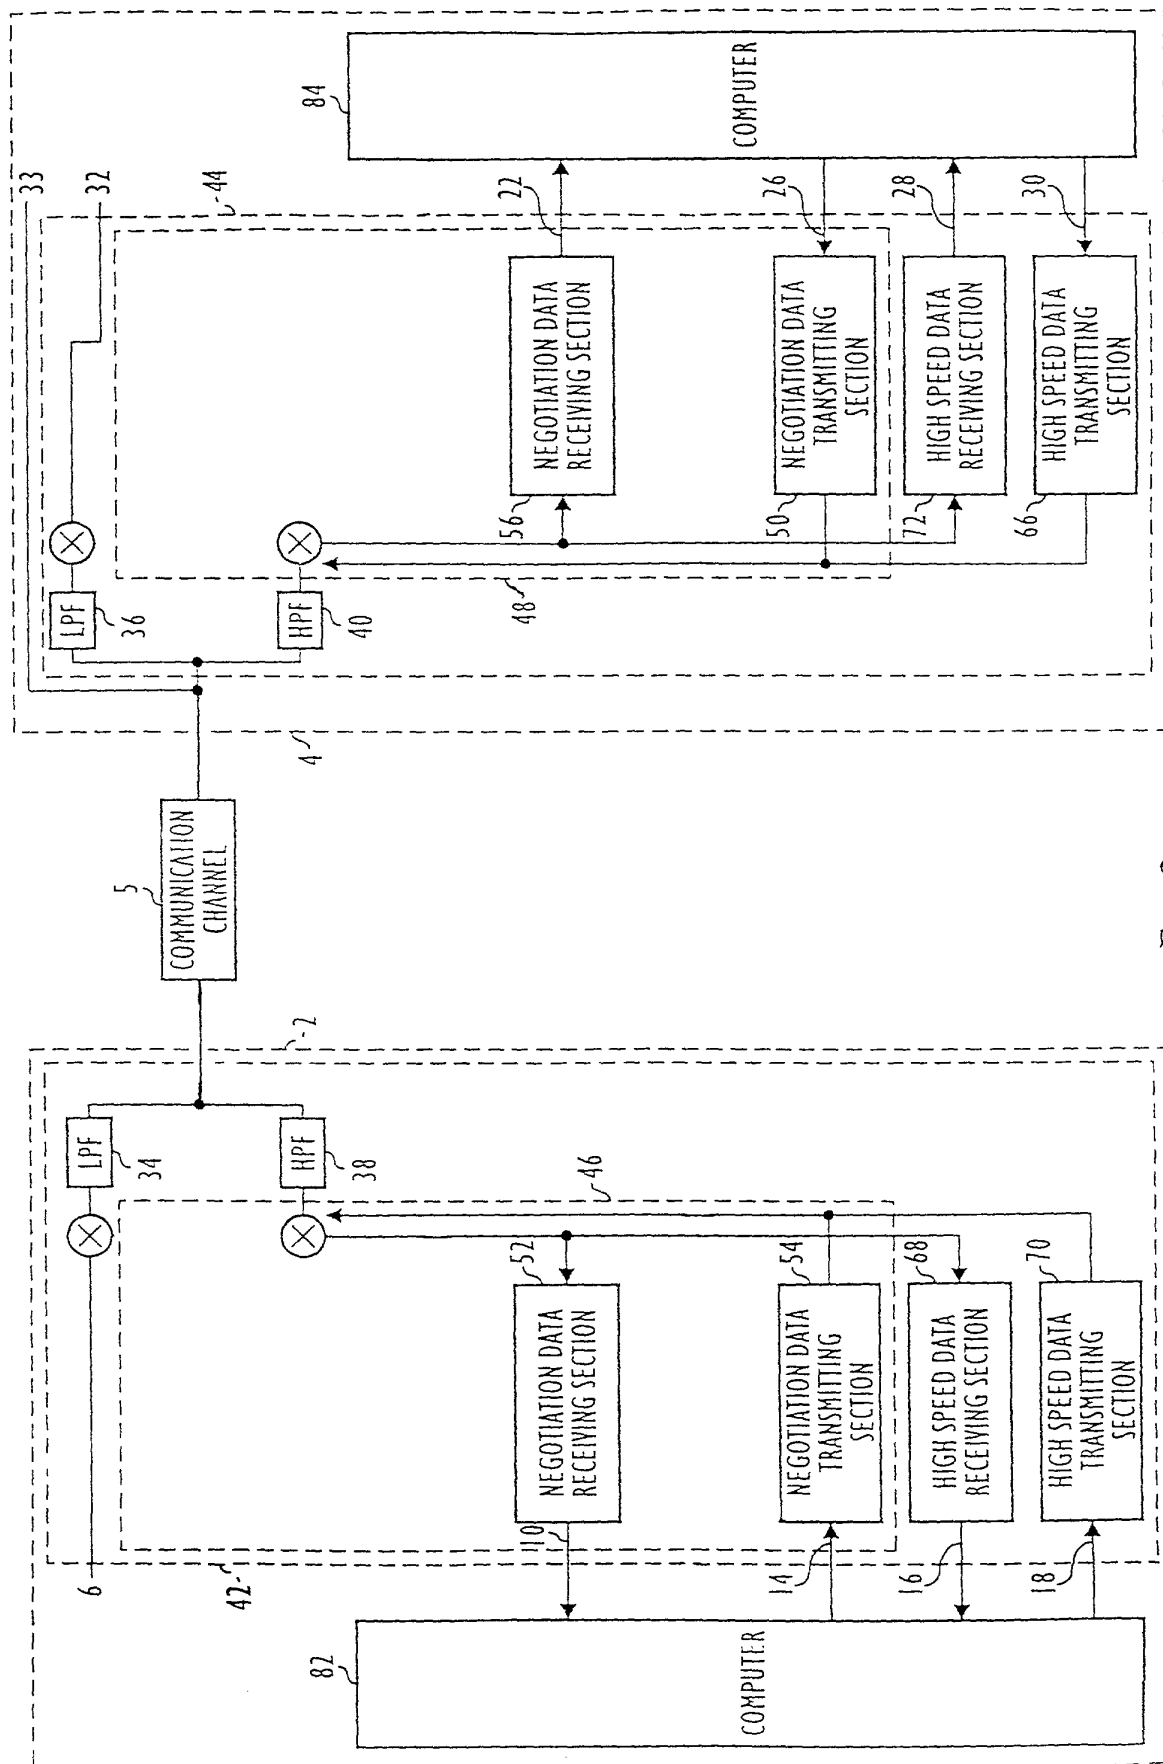 82
COMPUTER
6
42
10
14
16
18
NEGOTIATION DATA
RECEIVING SECTION
52
NEGOTIATION DATA
TRANSMITTING
SECTION
54
HIGH SPEED DATA
RECEIVING SECTION
68
HIGH SPEED DATA
TRANSMITTING
SECTION
70
46
LPF
34
HPF
38
2
5
COMMUNICATION
CHANNEL
4
LPF
36
HPF
40
48
56
NEGOTIATION DATA
RECEIVING SECTION
50
NEGOTIATION DATA
TRANSMITTING
SECTION
72
HIGH SPEED DATA
RECEIVING SECTION
66
HIGH SPEED DATA
TRANSMITTING
SECTION
33
32
44
22
26
28
30
84
COMPUTER